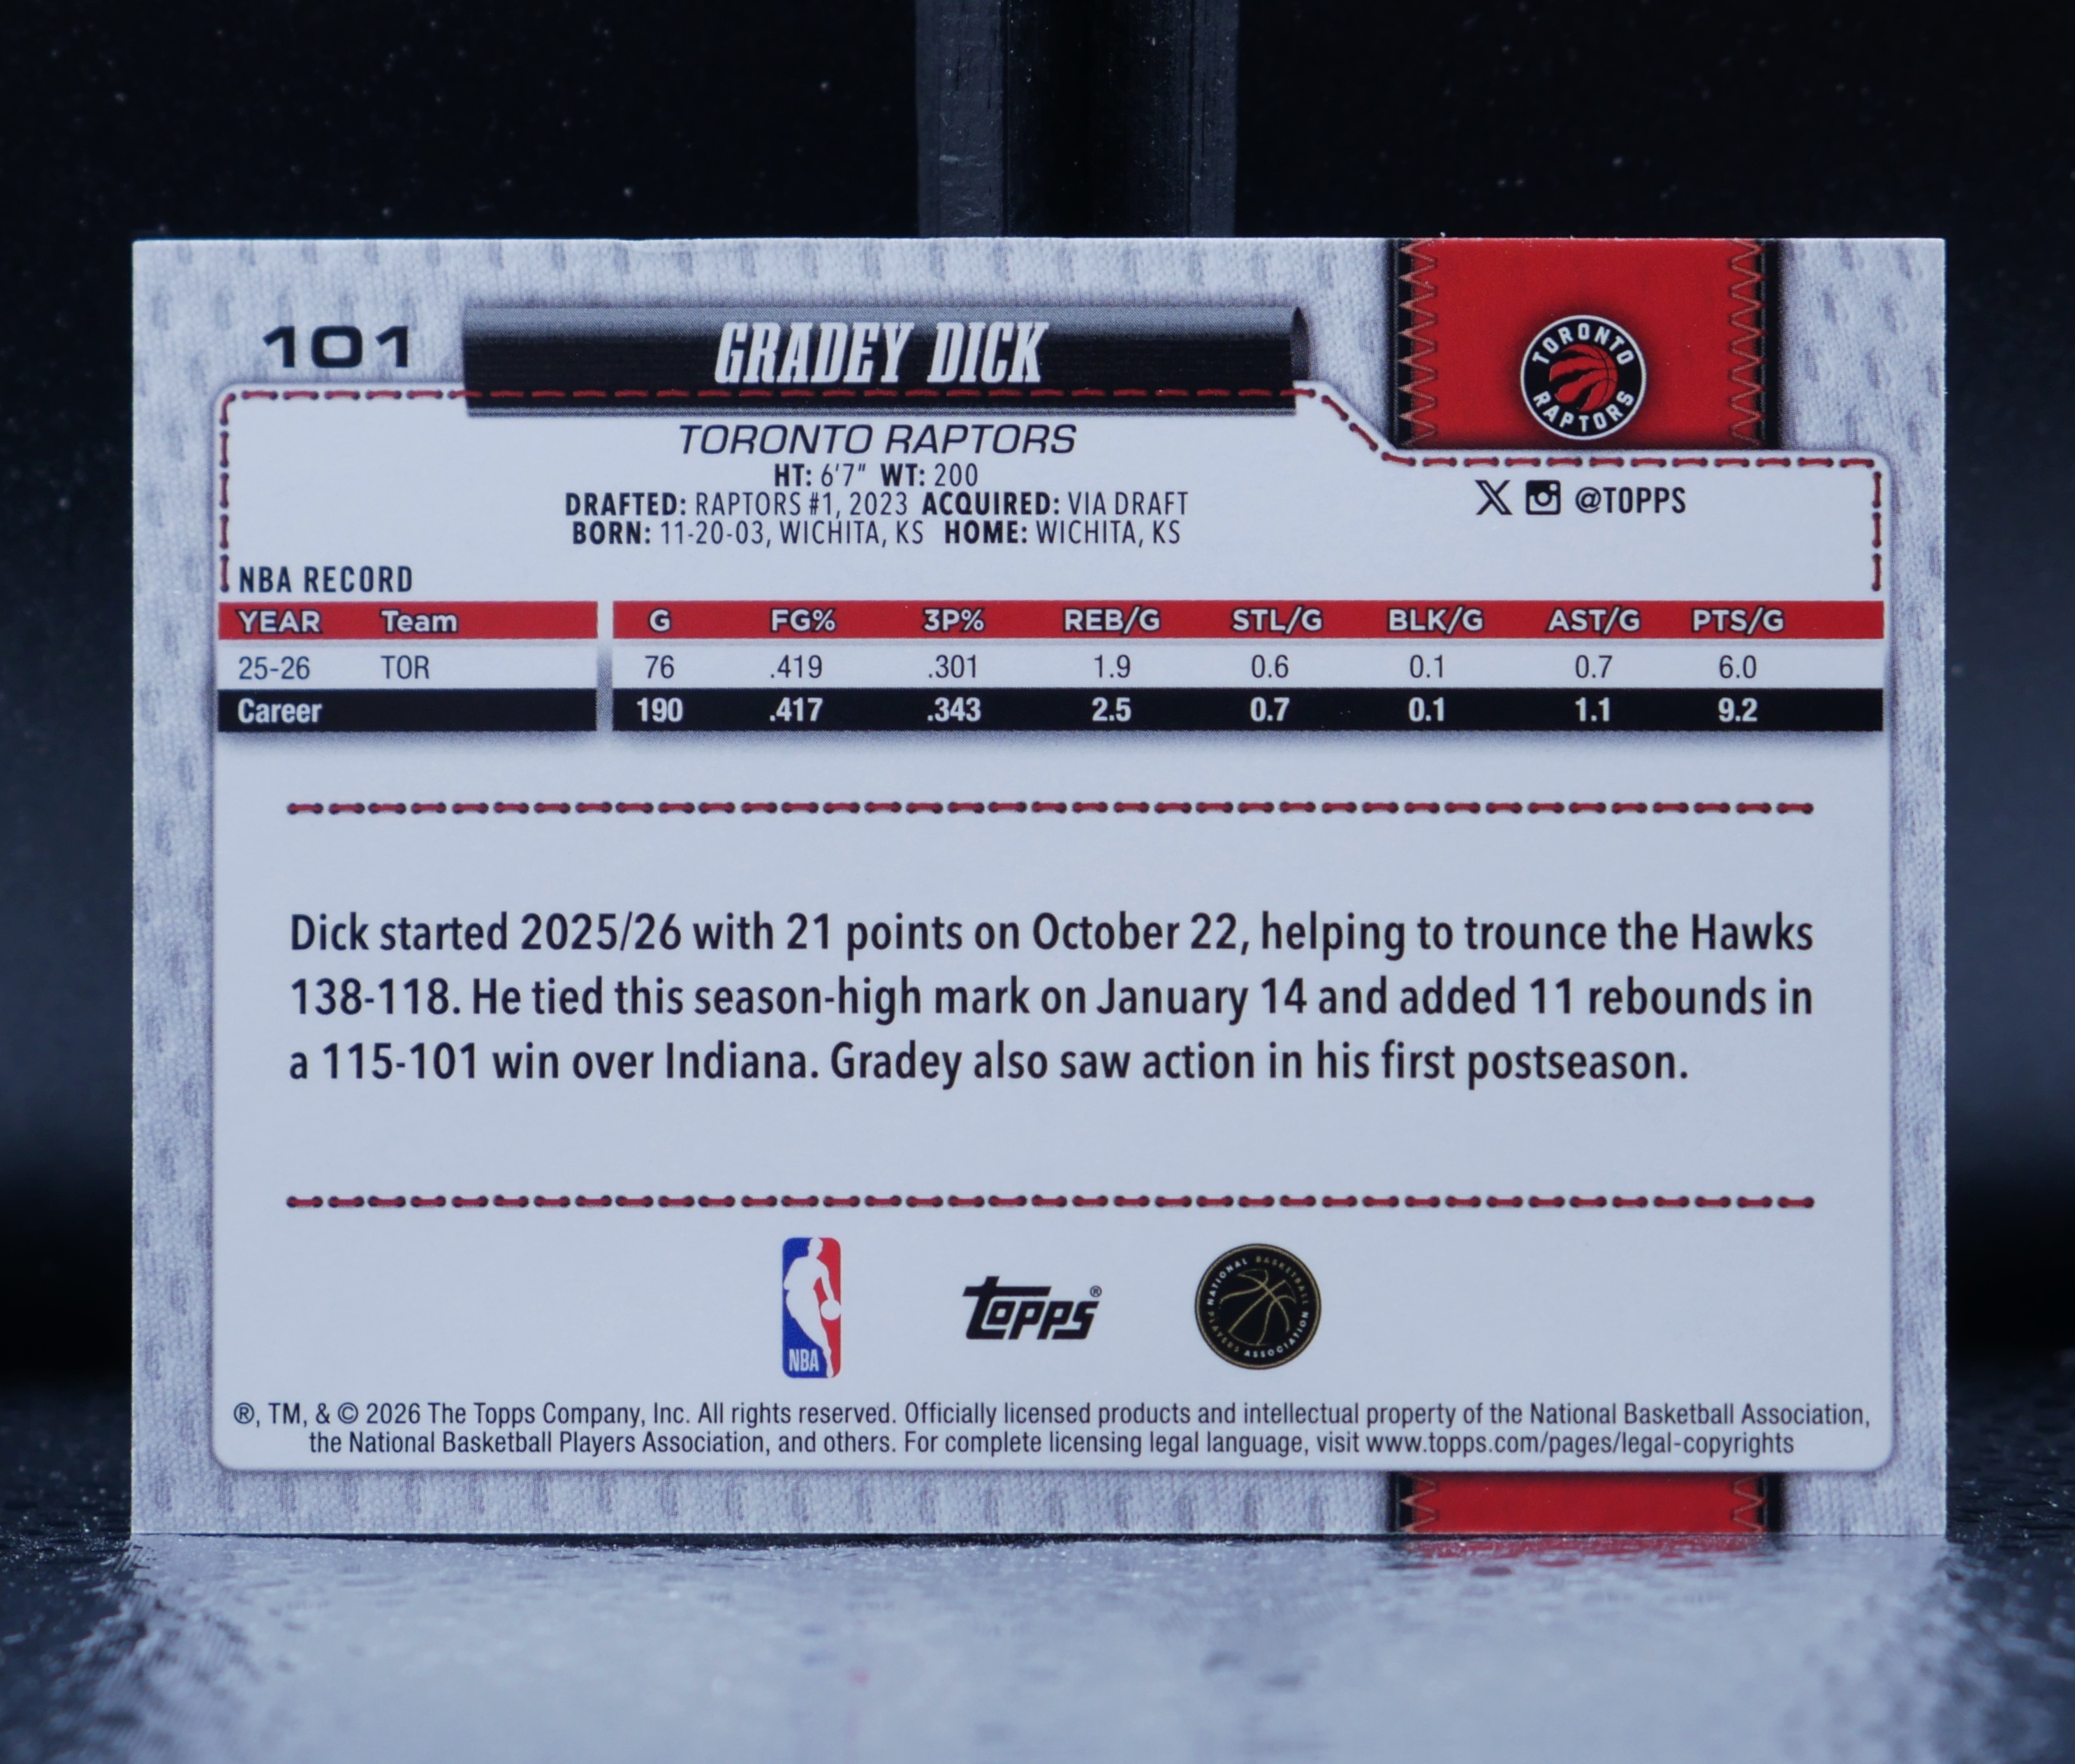 101
GRADEY DICK
TORONTO RAPTORS
TORONTO RAPTORS
HT: 6'7" WT: 200
DRAFTED: RAPTORS #1, 2023 ACQUIRED: VIA DRAFT
BORN: 11-20-03, WICHITA, KS HOME: WICHITA, KS
@TOPPS
NBA RECORD
YEAR Team G FG% 3P% REB/G STL/G BLK/G AST/G PTS/G
25-26 TOR 76 .419 .301 1.9 0.6 0.1 0.7 6.0
Career 190 .417 .343 2.5 0.7 0.1 1.1 9.2
Dick started 2025/26 with 21 points on October 22, helping to trounce the Hawks
138-118. He tied this season-high mark on January 14 and added 11 rebounds in
a 115-101 win over Indiana. Gradey also saw action in his first postseason.
NBA
Topps®
NATIONAL BASKETBALL PLAYERS ASSOCIATION
®, TM, & © 2026 The Topps Company, Inc. All rights reserved. Officially licensed products and intellectual property of the National Basketball Association,
the National Basketball Players Association, and others. For complete licensing legal language, visit www.topps.com/pages/legal-copyrights